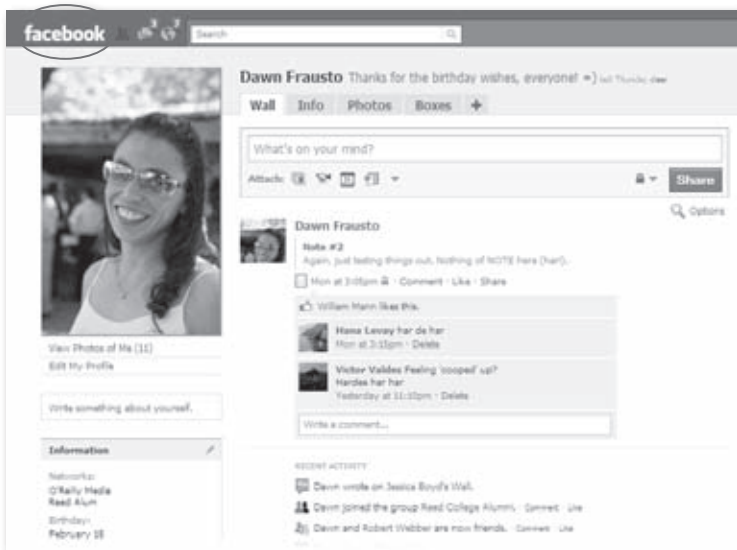 facebook 3 3 Search
Dawn Frausto Thanks for the birthday wishes, everyone! =) last Thursday clear
Wall Info Photos Boxes +
What's on your mind?
Attach: Share
Options
Dawn Frausto
Note #2
Again, just testing things out. Nothing of NOTE here (har!).
Mon at 3:05pm · Comment · Like · Share
William Mann likes this.
Hana Levay har de har
Mon at 3:15pm · Delete
Victor Valdes Feeling 'cooped' up?
Hardee har har
Yesterday at 11:10pm · Delete
Write a comment...
View Photos of Me (11)
Edit My Profile
Write something about yourself.
Information
Networks:
O'Reilly Media
Reed Alum
Birthday:
February 18
RECENT ACTIVITY
Dawn wrote on Jessica Boyd's Wall.
Dawn joined the group Reed College Alumni. · Comment · Like
Dawn and Robert Webber are now friends. · Comment · Like